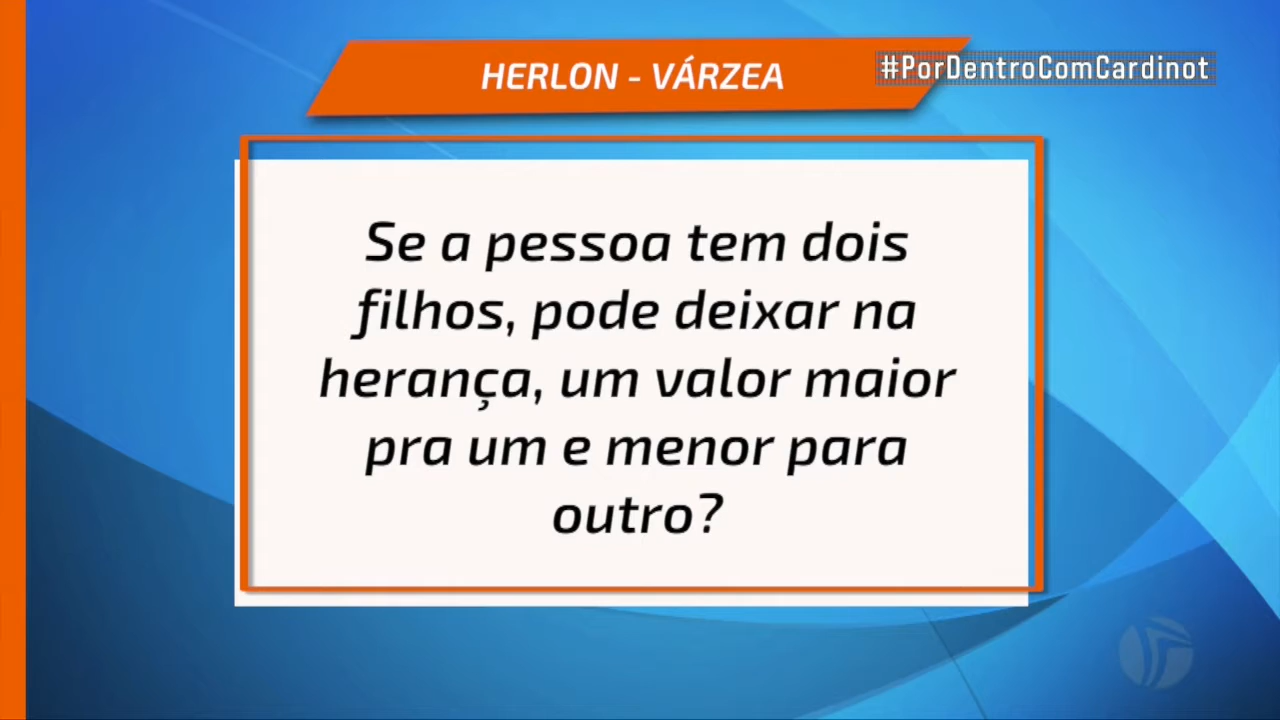 HERLON - VÁRZEA
#PorDentroComCardinot
Se a pessoa tem dois
filhos, pode deixar na
herança, um valor maior
pra um e menor para
outro?